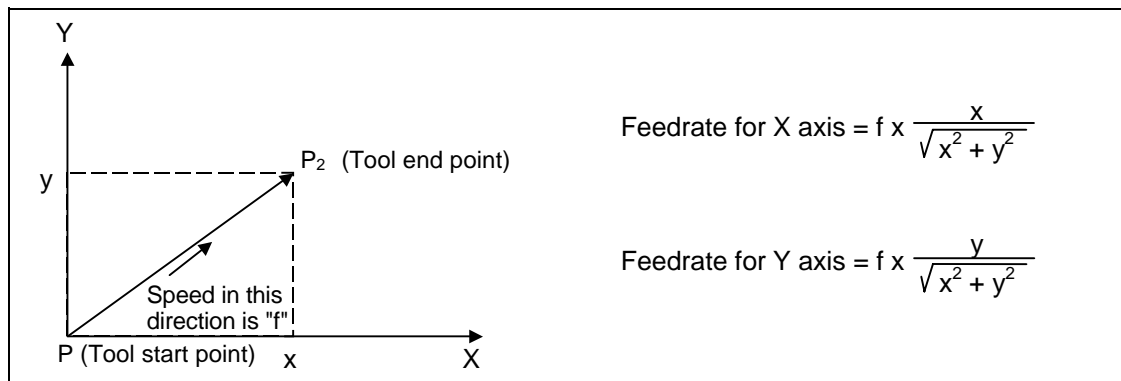 Y
P₂ (Tool end point)
y
Speed in this
direction is "f"
P (Tool start point)
x
X
Feedrate for X axis = f x x / √(x² + y²)
Feedrate for Y axis = f x y / √(x² + y²)